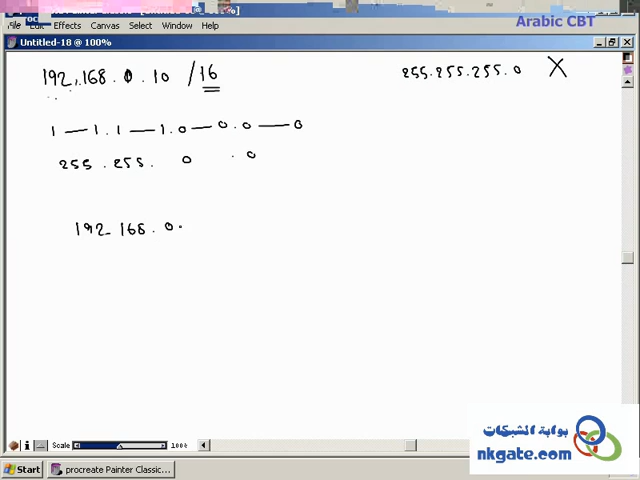 Arabic CBT
File Edit Effects Canvas Select Window Help
Untitled-18 @ 100%
192.168.0.10 /16
255.255.255.0 X
1 — 1.1 — 1.0 — 0.0 — 0
255.255. 0 . 0
192.168.0.
Scale 100%
بوابة الشبكات
nkgate.com
Start procreate Painter Classic...